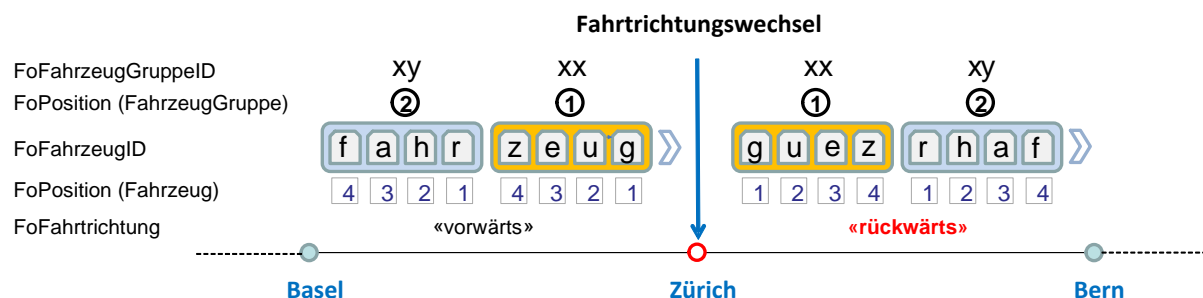 Fahrtrichtungswechsel
FoFahrzeugGruppeID xy xx xx xy
FoPosition (FahrzeugGruppe) 2 1 1 2
FoFahrzeugID f a h r z e u g g u e z r h a f
FoPosition (Fahrzeug) 4 3 2 1 4 3 2 1 1 2 3 4 1 2 3 4
FoFahrtrichtung «vorwärts» «rückwärts»
Basel Zürich Bern